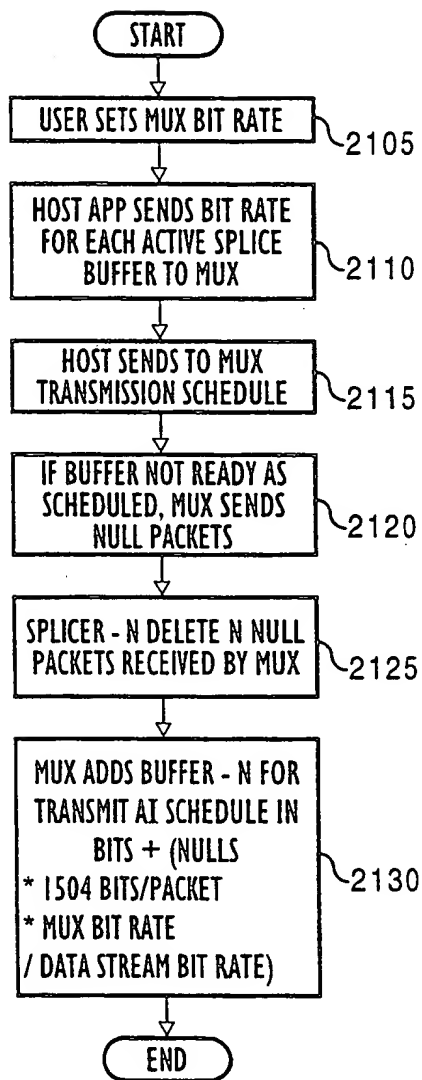 START
USER SETS MUX BIT RATE
2105
HOST APP SENDS BIT RATE
FOR EACH ACTIVE SPLICE
BUFFER TO MUX
2110
HOST SENDS TO MUX
TRANSMISSION SCHEDULE
2115
IF BUFFER NOT READY AS
SCHEDULED, MUX SENDS
NULL PACKETS
2120
SPLICER - N DELETE N NULL
PACKETS RECEIVED BY MUX
2125
MUX ADDS BUFFER - N FOR
TRANSMIT AI SCHEDULE IN
BITS + (NULLS
* 1504 BITS/PACKET
* MUX BIT RATE
/ DATA STREAM BIT RATE)
2130
END